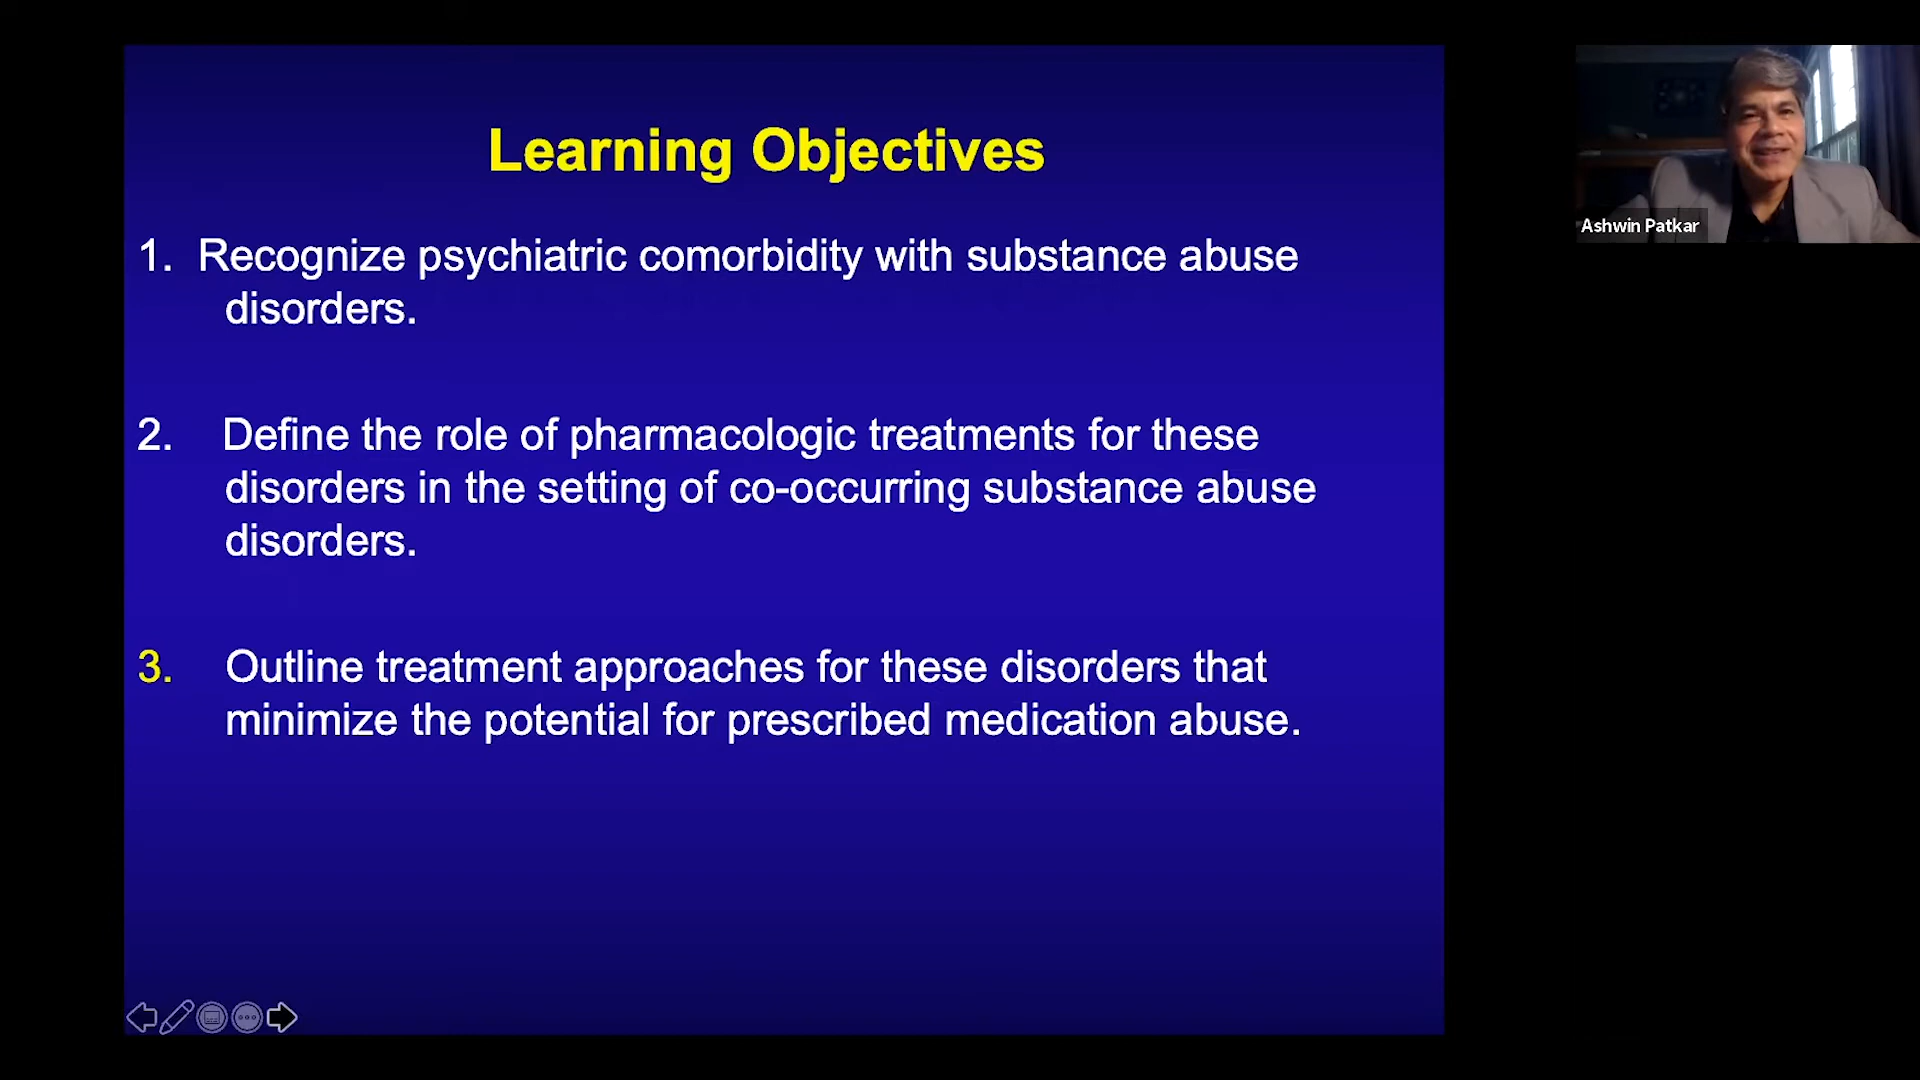 Learning Objectives
1. Recognize psychiatric comorbidity with substance abuse
disorders.
2. Define the role of pharmacologic treatments for these
disorders in the setting of co-occurring substance abuse
disorders.
3. Outline treatment approaches for these disorders that
minimize the potential for prescribed medication abuse.
Ashwin Patkar